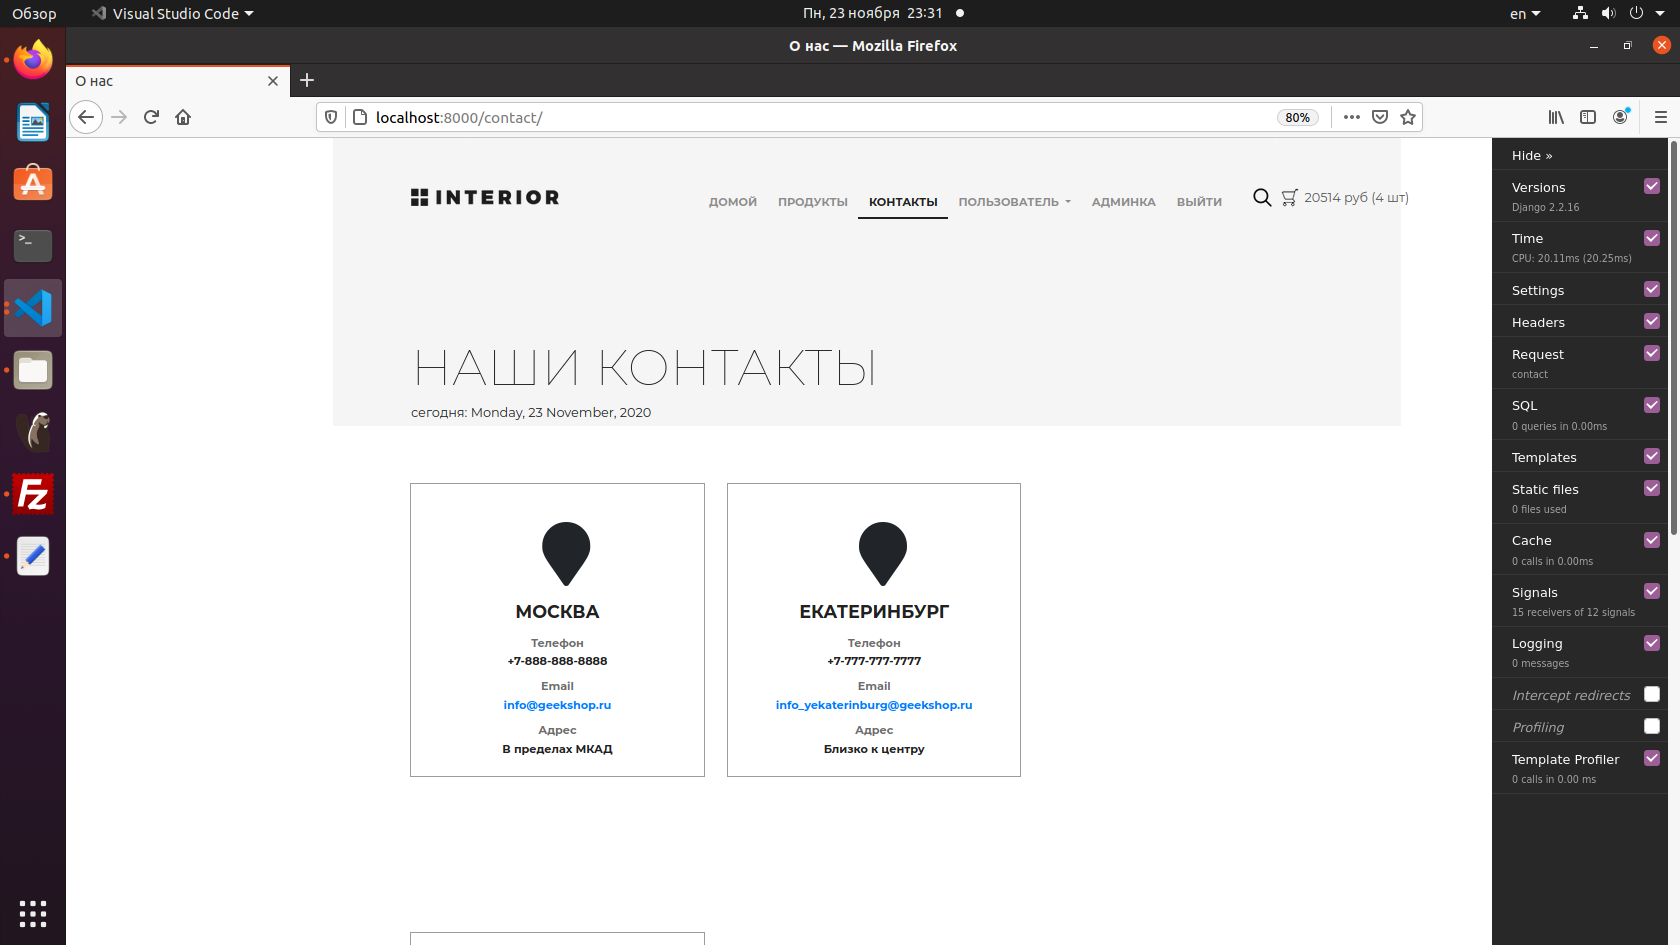 Обзор
Visual Studio Code
Пн, 23 ноября 23:31
en
О нас — Mozilla Firefox
О нас
localhost:8000/contact/
80%
INTERIOR
ДОМОЙ
ПРОДУКТЫ
КОНТАКТЫ
ПОЛЬЗОВАТЕЛЬ
АДМИНКА
ВЫЙТИ
20514 руб (4 шт)
НАШИ КОНТАКТЫ
сегодня: Monday, 23 November, 2020
МОСКВА
Телефон
+7-888-888-8888
Email
info@geekshop.ru
Адрес
В пределах МКАД
ЕКАТЕРИНБУРГ
Телефон
+7-777-777-7777
Email
info_yekaterinburg@geekshop.ru
Адрес
Близко к центру
Hide »
Versions
Django 2.2.16
Time
CPU: 20.11ms (20.25ms)
Settings
Headers
Request
contact
SQL
0 queries in 0.00ms
Templates
Static files
0 files used
Cache
0 calls in 0.00ms
Signals
15 receivers of 12 signals
Logging
0 messages
Intercept redirects
Profiling
Template Profiler
0 calls in 0.00 ms